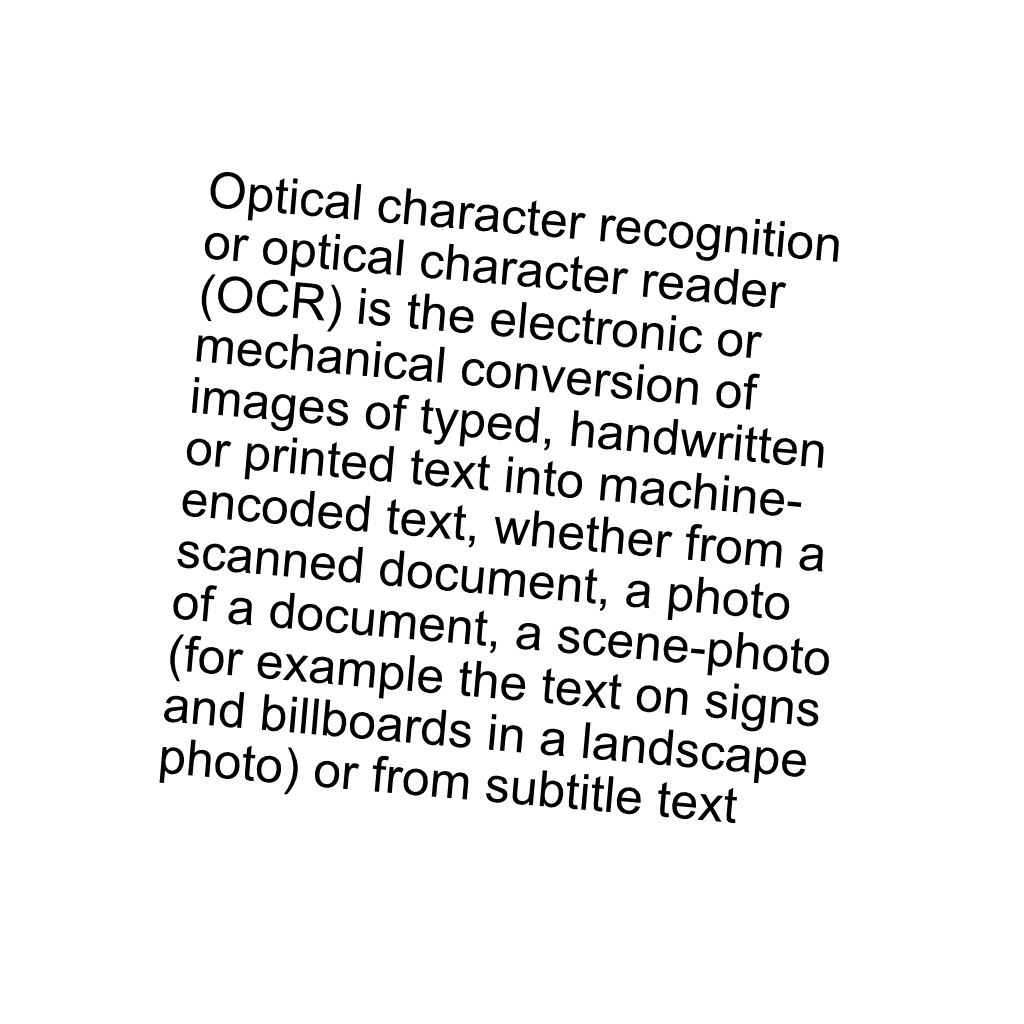 Optical character recognition
or optical character reader
(OCR) is the electronic or
mechanical conversion of
images of typed, handwritten
or printed text into machine-
encoded text, whether from a
scanned document, a photo
of a document, a scene-photo
(for example the text on signs
and billboards in a landscape
photo) or from subtitle text